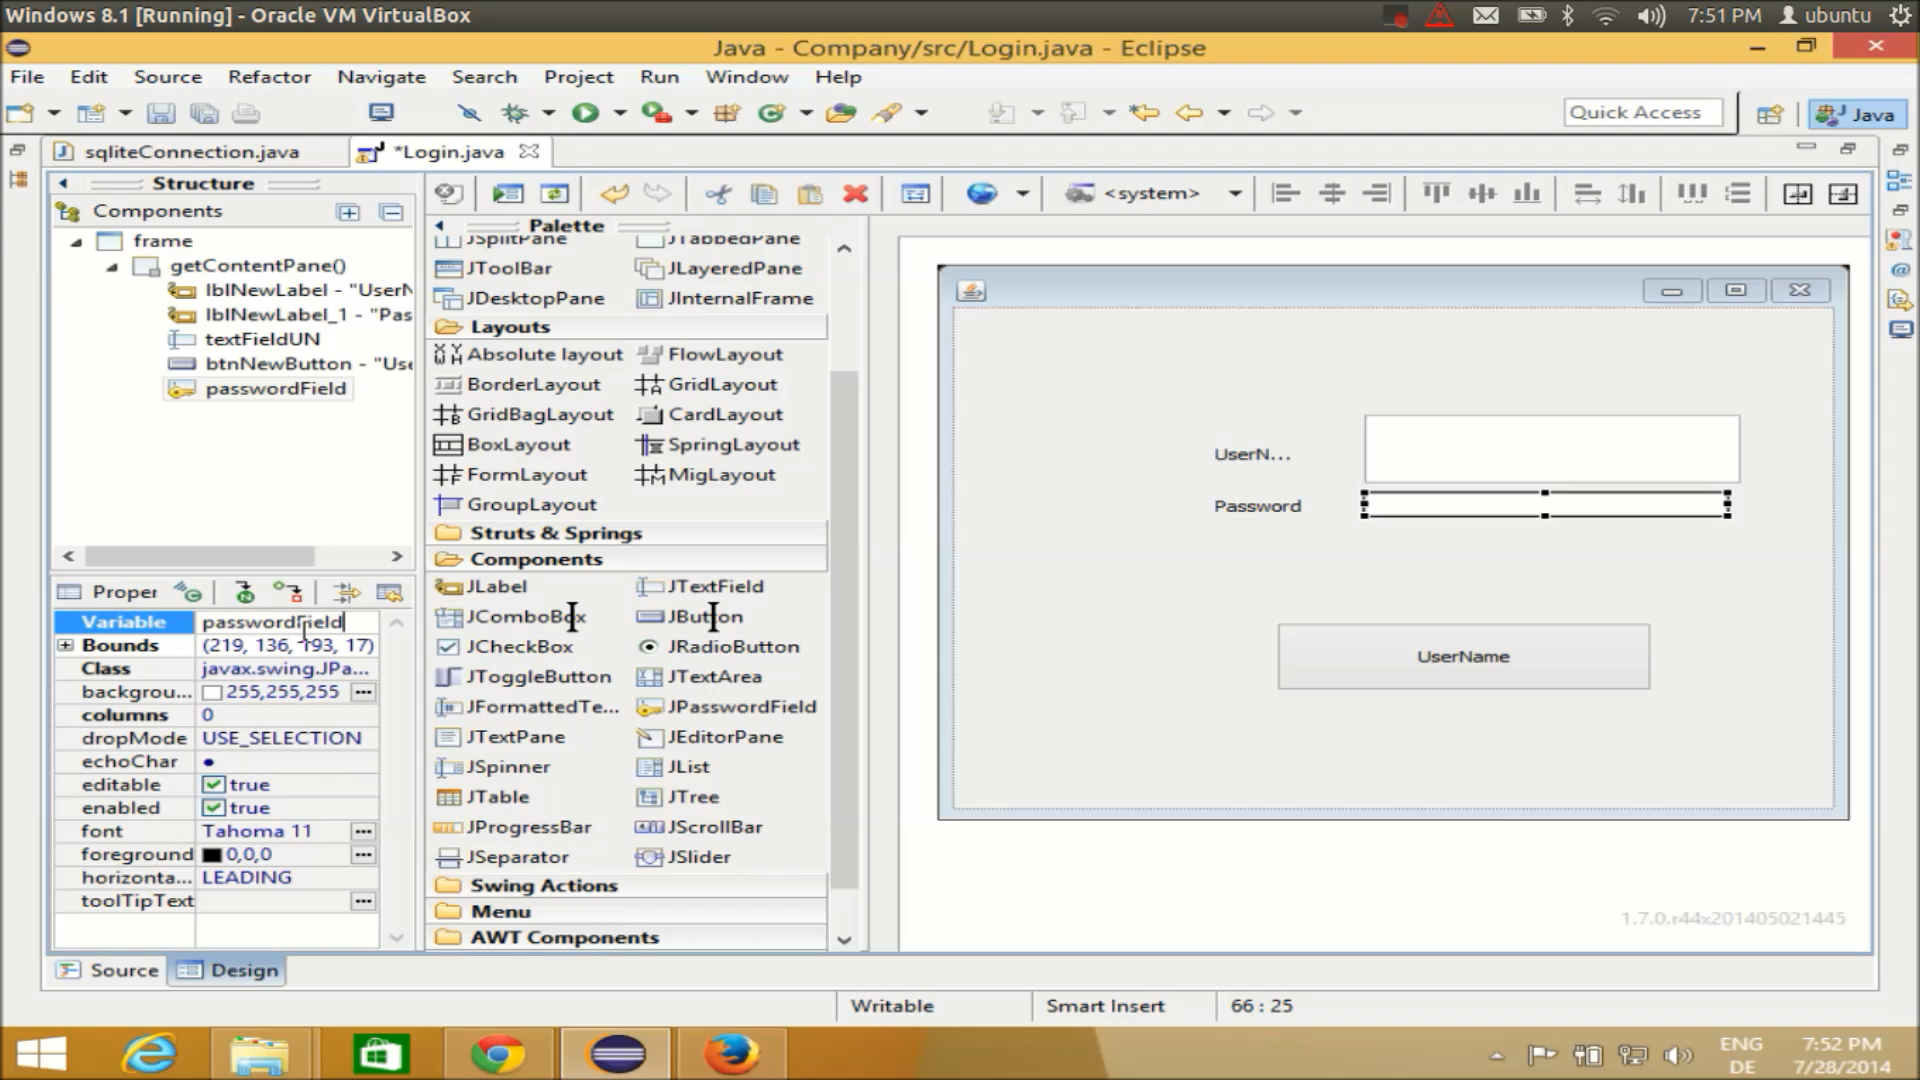 Windows 8.1 [Running] - Oracle VM VirtualBox
7:51 PM
ubuntu
Java - Company/src/Login.java - Eclipse
File Edit Source Refactor Navigate Search Project Run Window Help
Quick Access
Java
sqliteConnection.java
*Login.java
Structure
Components
frame
getContentPane()
lblNewLabel - "UserN
lblNewLabel_1 - "Pas
textFieldUN
btnNewButton - "Use
passwordField
Proper
Variable passwordField
Bounds (219, 136, 193, 17)
Class javax.swing.JPa...
backgrou... 255,255,255
columns 0
dropMode USE_SELECTION
echoChar
editable true
enabled true
font Tahoma 11
foreground 0,0,0
horizonta... LEADING
toolTipText
Source
Design
<system>
Palette
JSplitPane JTabbedPane
JToolBar JLayeredPane
JDesktopPane JInternalFrame
Layouts
Absolute layout FlowLayout
BorderLayout GridLayout
GridBagLayout CardLayout
BoxLayout SpringLayout
FormLayout MigLayout
GroupLayout
Struts & Springs
Components
JLabel JTextField
JComboBox JButton
JCheckBox JRadioButton
JToggleButton JTextArea
JFormattedTe... JPasswordField
JTextPane JEditorPane
JSpinner JList
JTable JTree
JProgressBar JScrollBar
JSeparator JSlider
Swing Actions
Menu
AWT Components
UserN...
Password
UserName
1.7.0.r44x201405021445
Writable
Smart Insert
66 : 25
ENG
DE
7:52 PM
7/28/2014